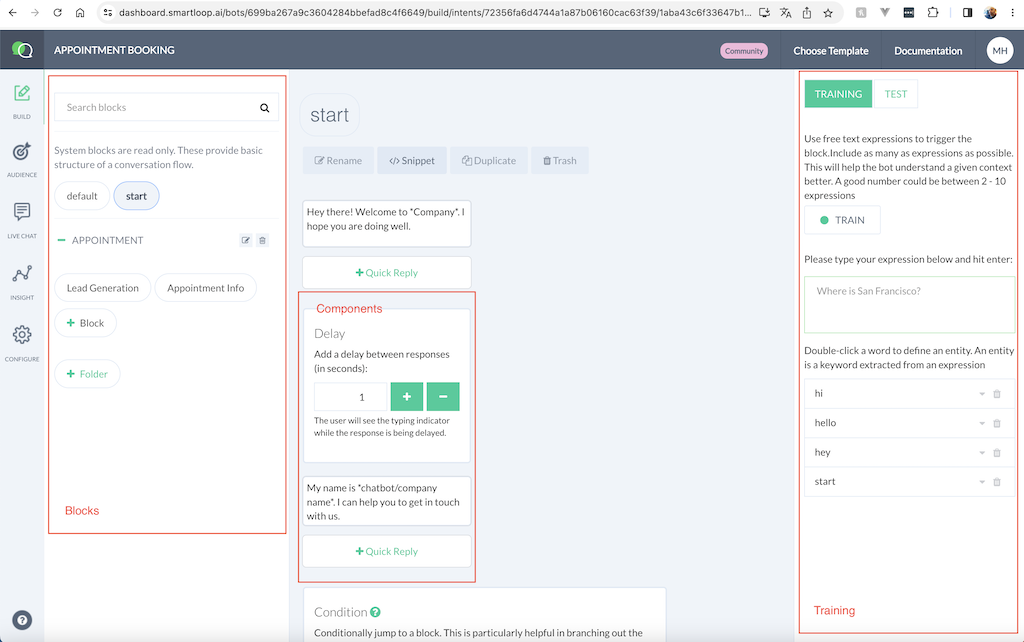 dashboard.smartloop.ai/bots/699ba267a9c3604284bbefad8c4f6649/build/intents/72356fa6d4744a1a87b06160cac63f39/1aba43c6f33647b1...
APPOINTMENT BOOKING
Community
Choose Template
Documentation
MH
BUILD
AUDIENCE
LIVE CHAT
INSIGHT
CONFIGURE
Search blocks
System blocks are read only. These provide basic
structure of a conversation flow.
default
start
APPOINTMENT
Lead Generation
Appointment Info
+ Block
+ Folder
Blocks
start
Rename
</> Snippet
Duplicate
Trash
Hey there! Welcome to *Company*. I
hope you are doing well.
+ Quick Reply
Components
Delay
Add a delay between responses
(in seconds):
1
+
−
The user will see the typing indicator
while the response is being delayed.
My name is *chatbot/company
name*. I can help you to get in touch
with us.
+ Quick Reply
Condition ?
Conditionally jump to a block. This is particularly helpful in branching out the
TRAINING
TEST
Use free text expressions to trigger the
block.Include as many as expressions as possible.
This will help the bot understand a given context
better. A good number could be between 2 - 10
expressions
TRAIN
Please type your expression below and hit enter:
Where is San Francisco?
Double-click a word to define an entity. An entity
is a keyword extracted from an expression
hi
hello
hey
start
Training
?